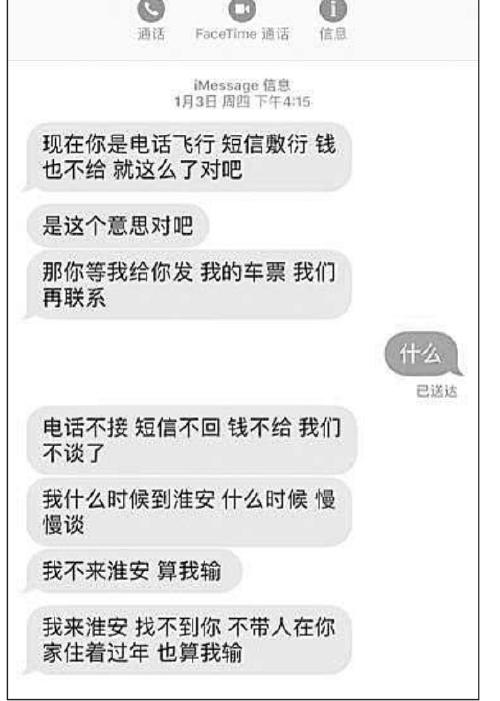 通话 FaceTime 通话 信息
iMessage 信息
1月3日 周四 下午4:15
现在你是电话飞行 短信敷衍 钱
也不给 就这么了对吧
是这个意思对吧
那你等我给你发 我的车票 我们
再联系
什么
已送达
电话不接 短信不回 钱不给 我们
不谈了
我什么时候到淮安 什么时候 慢
慢谈
我不来淮安 算我输
我来淮安 找不到你 不带人在你
家住着过年 也算我输